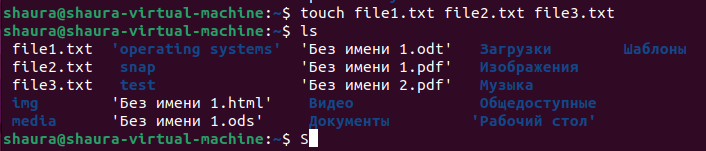 shaura@shaura-virtual-machine:~$ touch file1.txt file2.txt file3.txt
shaura@shaura-virtual-machine:~$ ls
file1.txt 'operating systems' 'Без имени 1.odt' Загрузки Шаблоны
file2.txt snap 'Без имени 1.pdf' Изображения
file3.txt test 'Без имени 2.pdf' Музыка
img 'Без имени 1.html' Видео Общедоступные
media 'Без имени 1.ods' Документы 'Рабочий стол'
shaura@shaura-virtual-machine:~$ S